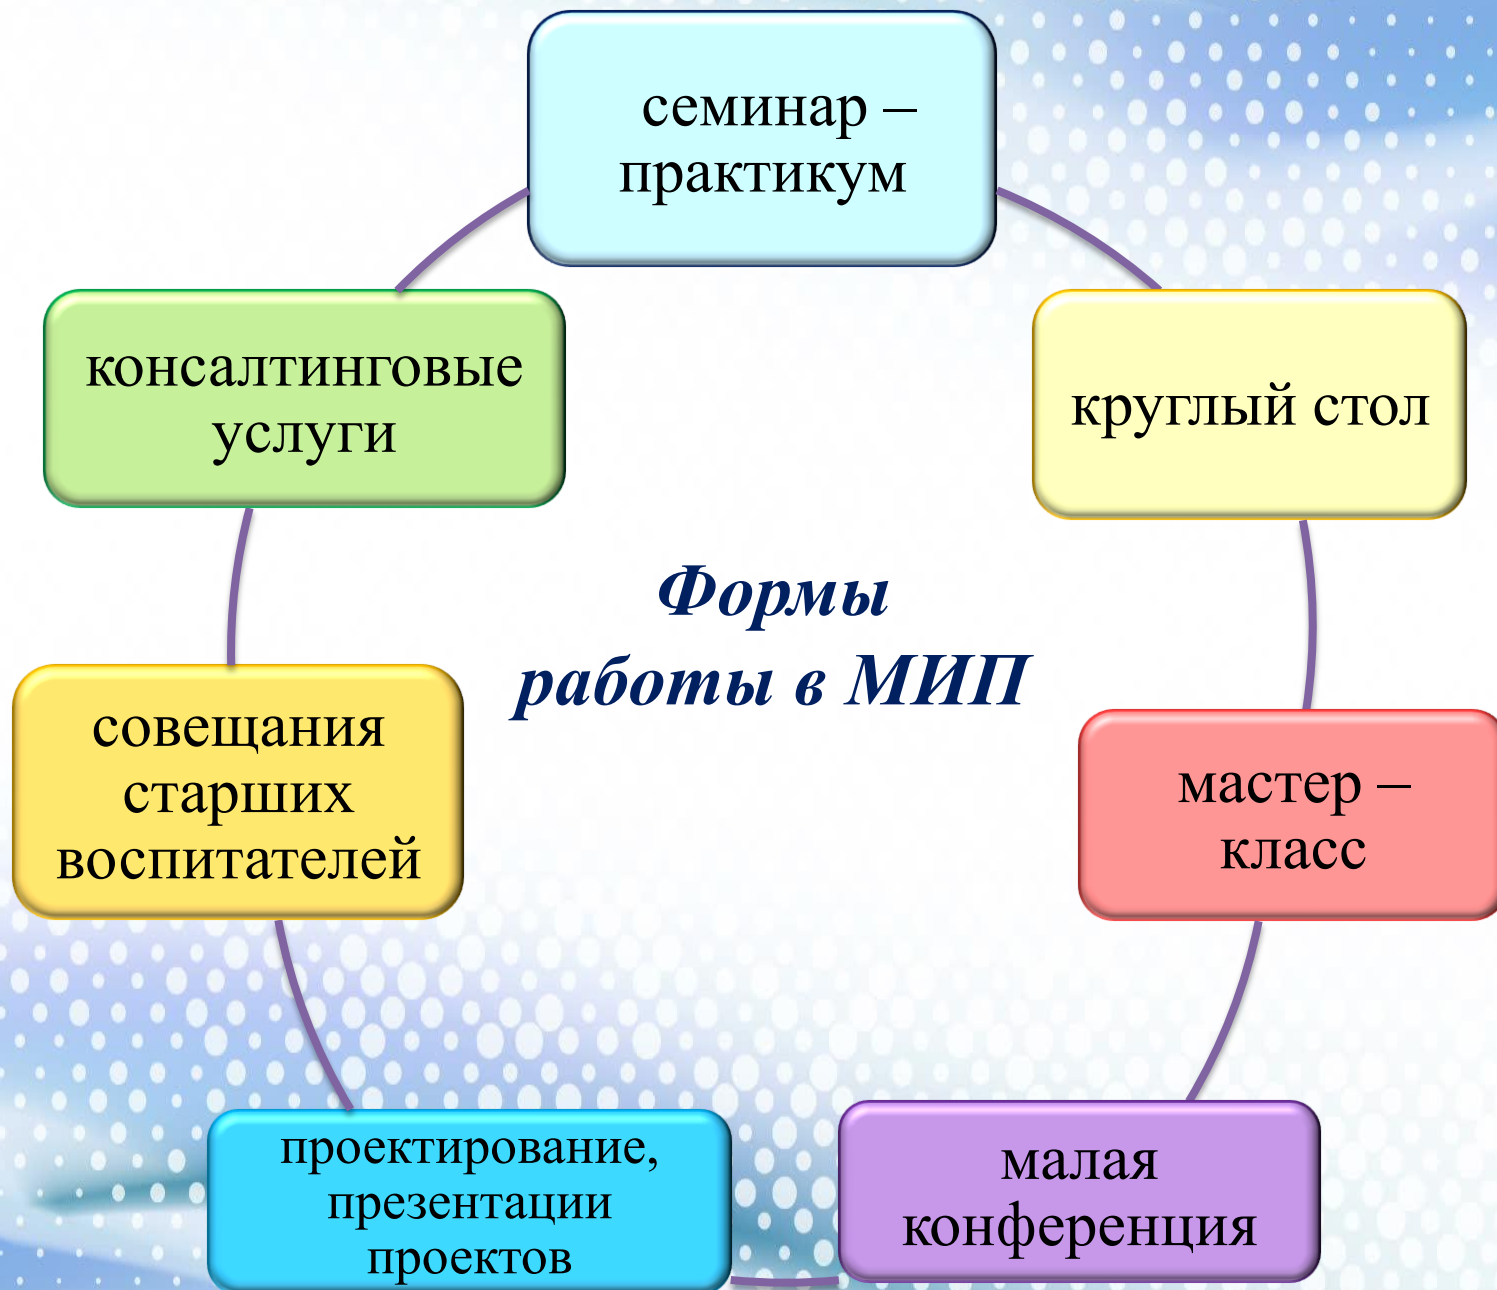 семинар –
практикум
круглый стол
мастер –
класс
малая
конференция
проектирование,
презентации
проектов
совещания
старших
воспитателей
консалтинговые
услуги
Формы
работы в МИП